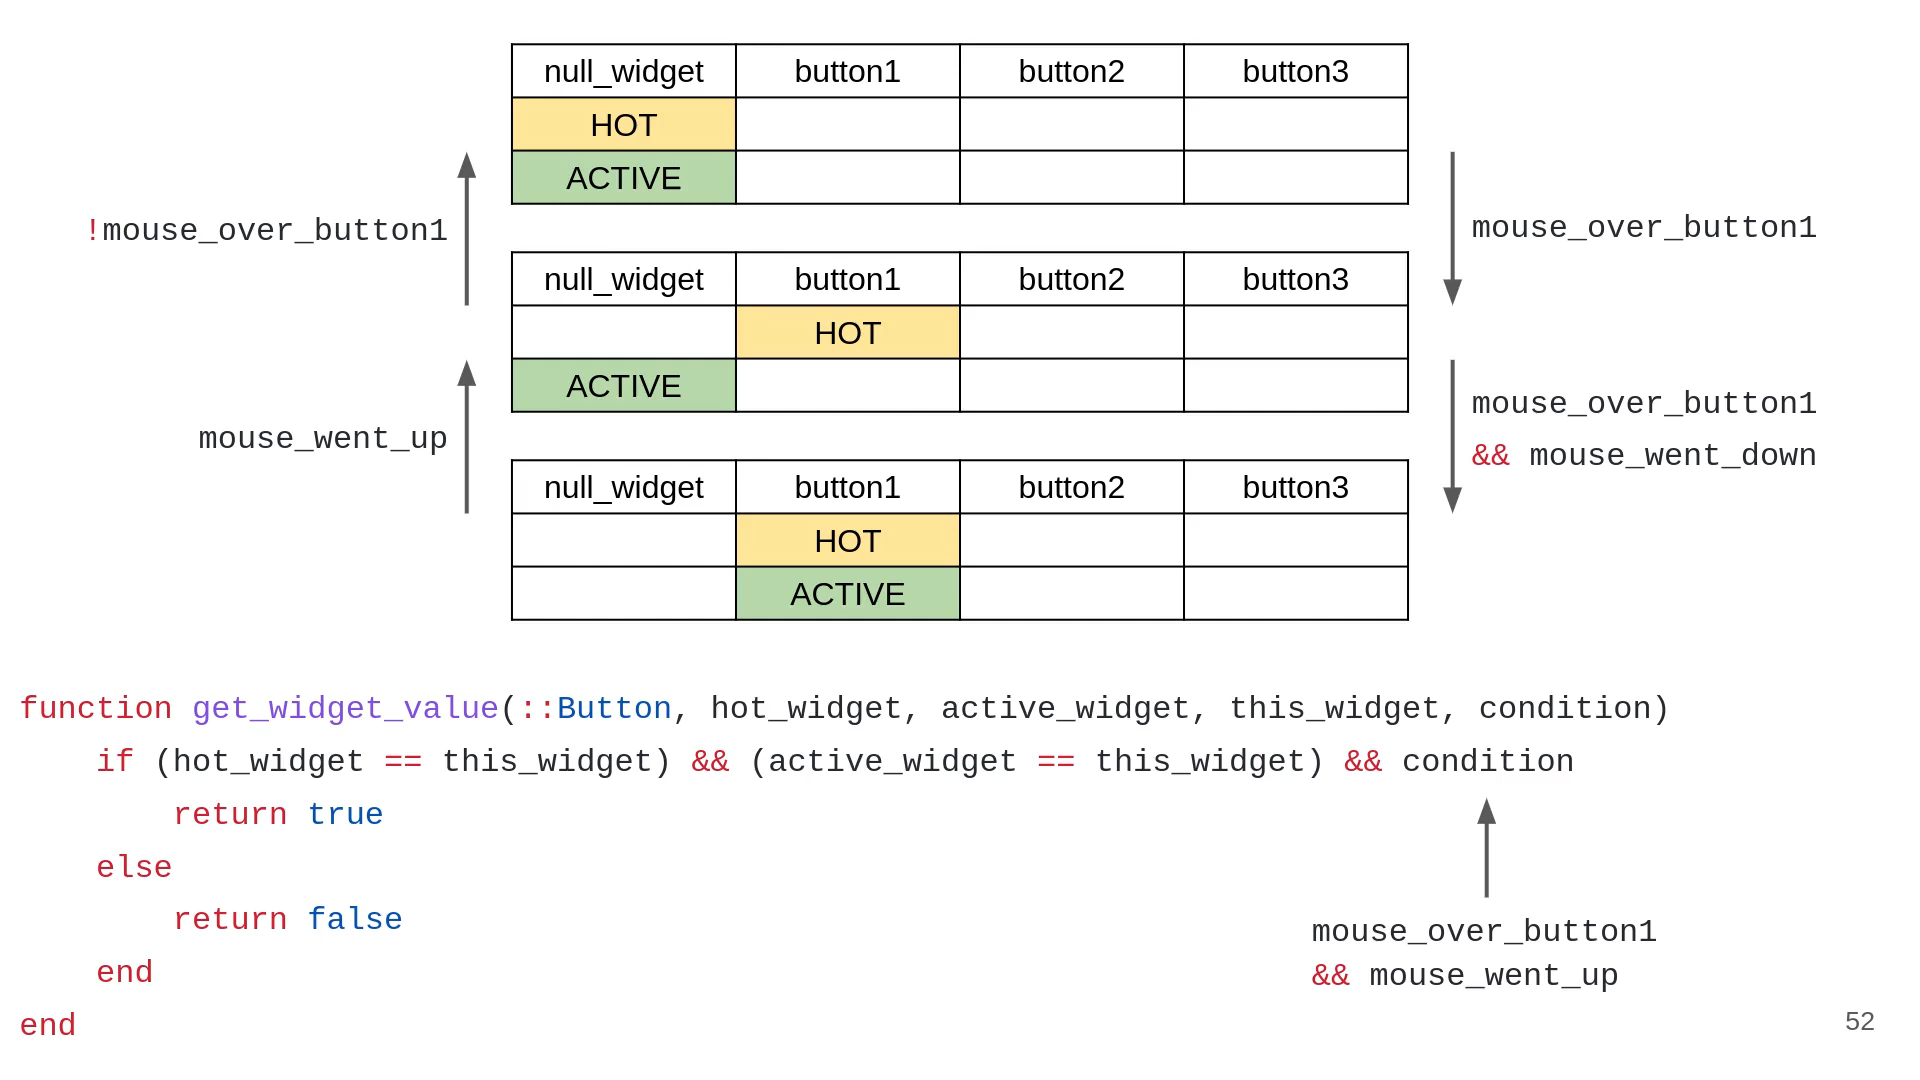 null_widget button1 button2 button3
HOT
ACTIVE
!mouse_over_button1
mouse_over_button1
null_widget button1 button2 button3
HOT
ACTIVE
mouse_went_up
mouse_over_button1
&& mouse_went_down
null_widget button1 button2 button3
HOT
ACTIVE
function get_widget_value(::Button, hot_widget, active_widget, this_widget, condition)
    if (hot_widget == this_widget) && (active_widget == this_widget) && condition
        return true
    else
        return false
    end
end
mouse_over_button1
&& mouse_went_up
52